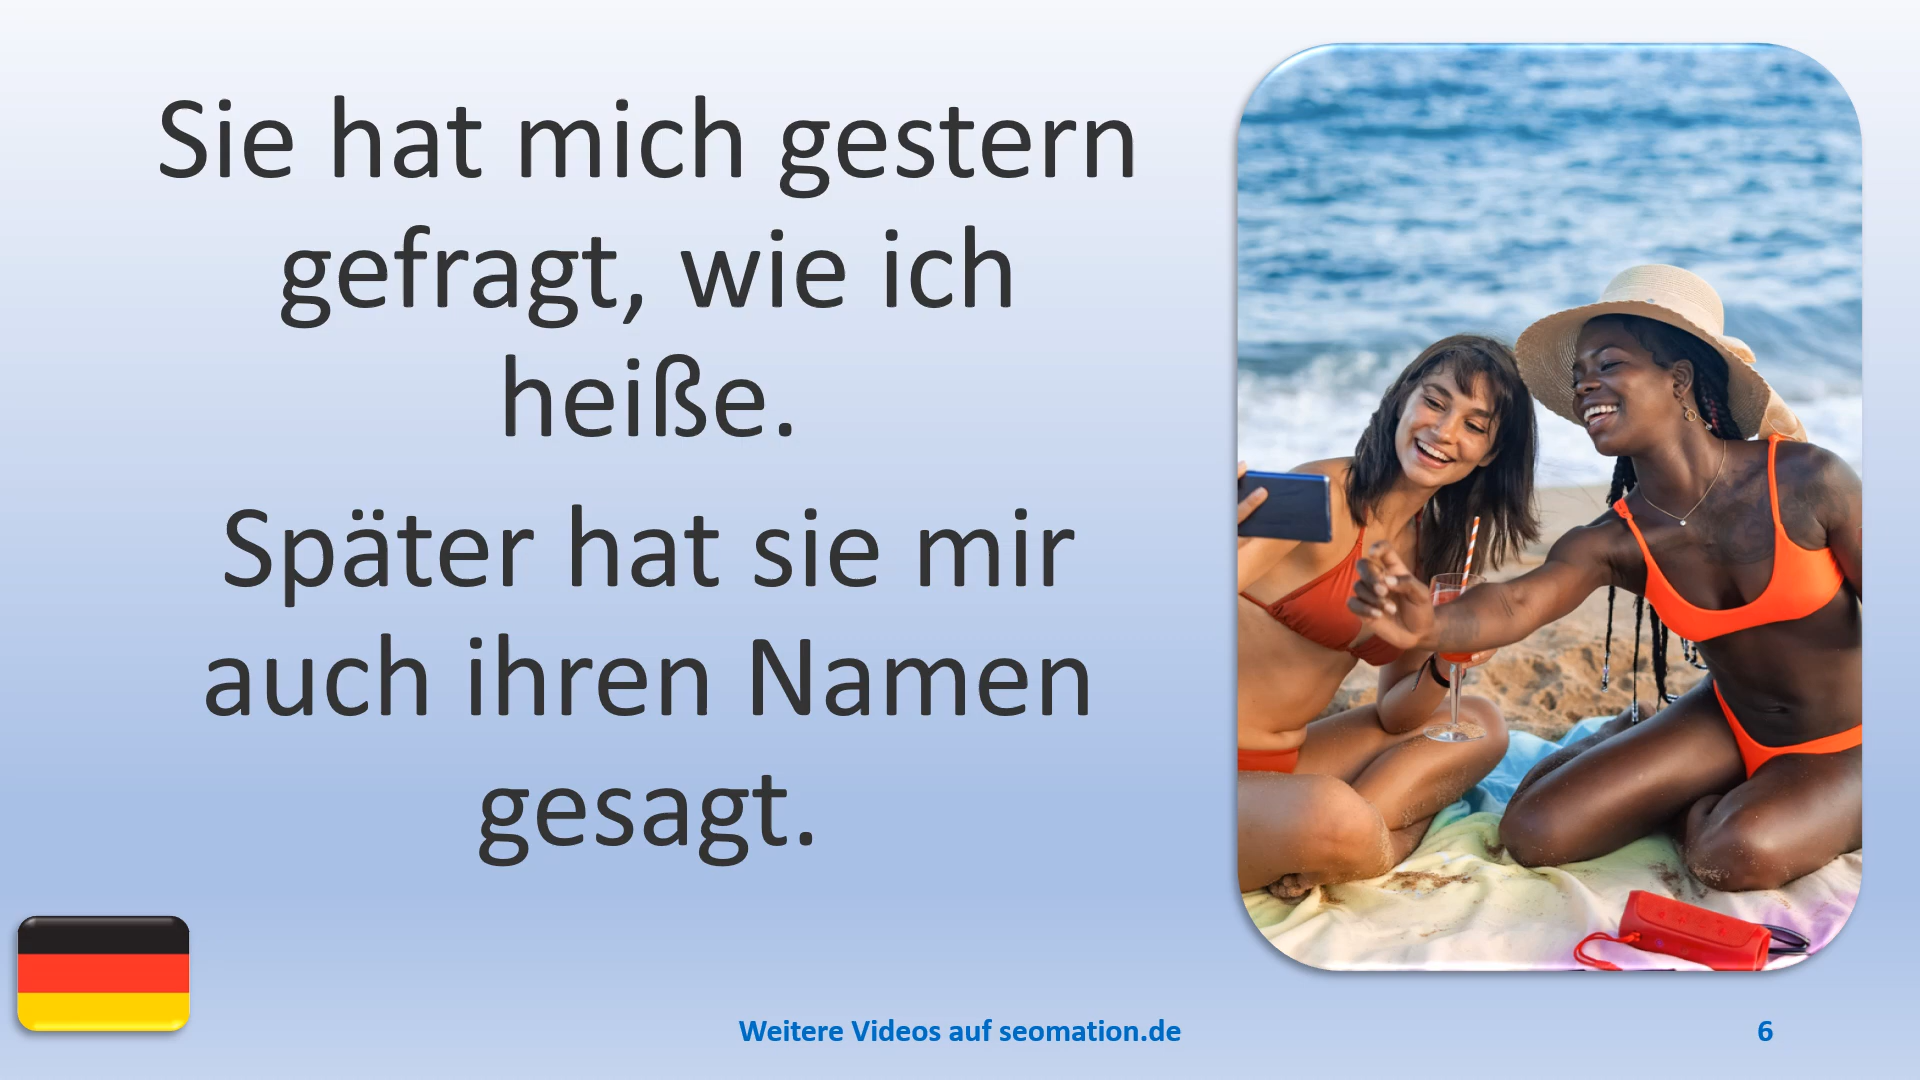 Sie hat mich gestern
gefragt, wie ich
heiße.
Später hat sie mir
auch ihren Namen
gesagt.
Weitere Videos auf seomation.de
6